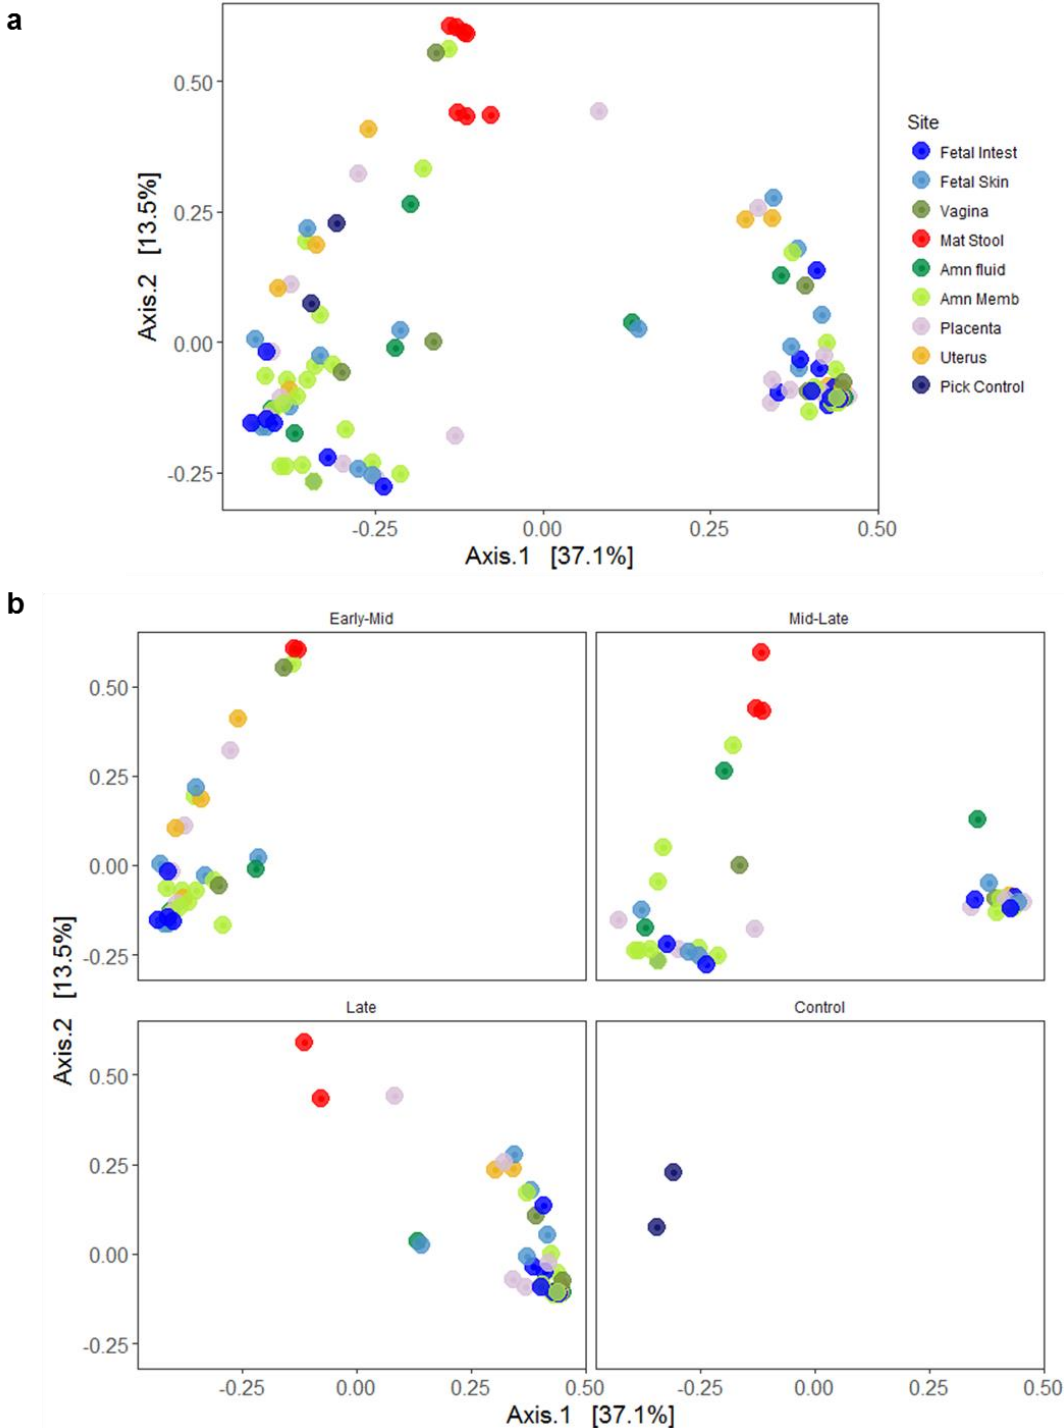 a
0.50
0.25
0.00
-0.25
Axis.2 [13.5%]
-0.25
0.00
0.25
0.50
Axis.1 [37.1%]
Site
Fetal Intest
Fetal Skin
Vagina
Mat Stool
Amn fluid
Amn Memb
Placenta
Uterus
Pick Control
b
Early-Mid
Mid-Late
0.50
0.25
0.00
-0.25
Axis.2 [13.5%]
Late
Control
0.50
0.25
0.00
-0.25
-0.25
0.00
0.25
0.50
-0.25
0.00
0.25
0.50
Axis.1 [37.1%]